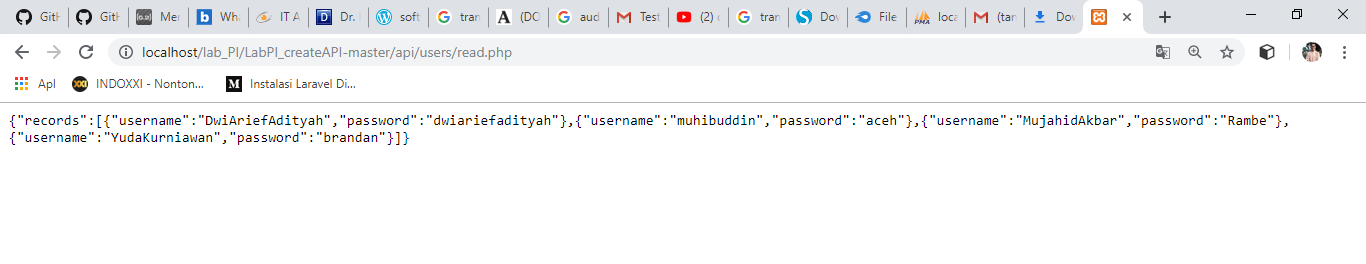 GitH
GitH
[G,P]
Mer
Wha
IT A
Dr.
soft
tran
(DO
aud
Test
(2) (
tran
Dov
File
loca
(tan
Dov
localhost/lab_PI/LabPI_createAPI-master/api/users/read.php
Apl
INDOXXI - Nonton...
Instalasi Laravel Di...
{"records":[{"username":"DwiAriefAdityah","password":"dwiariefadityah"},{"username":"muhibuddin","password":"aceh"},{"username":"MujahidAkbar","password":"Rambe"},
{"username":"YudaKurniawan","password":"brandan"}]}